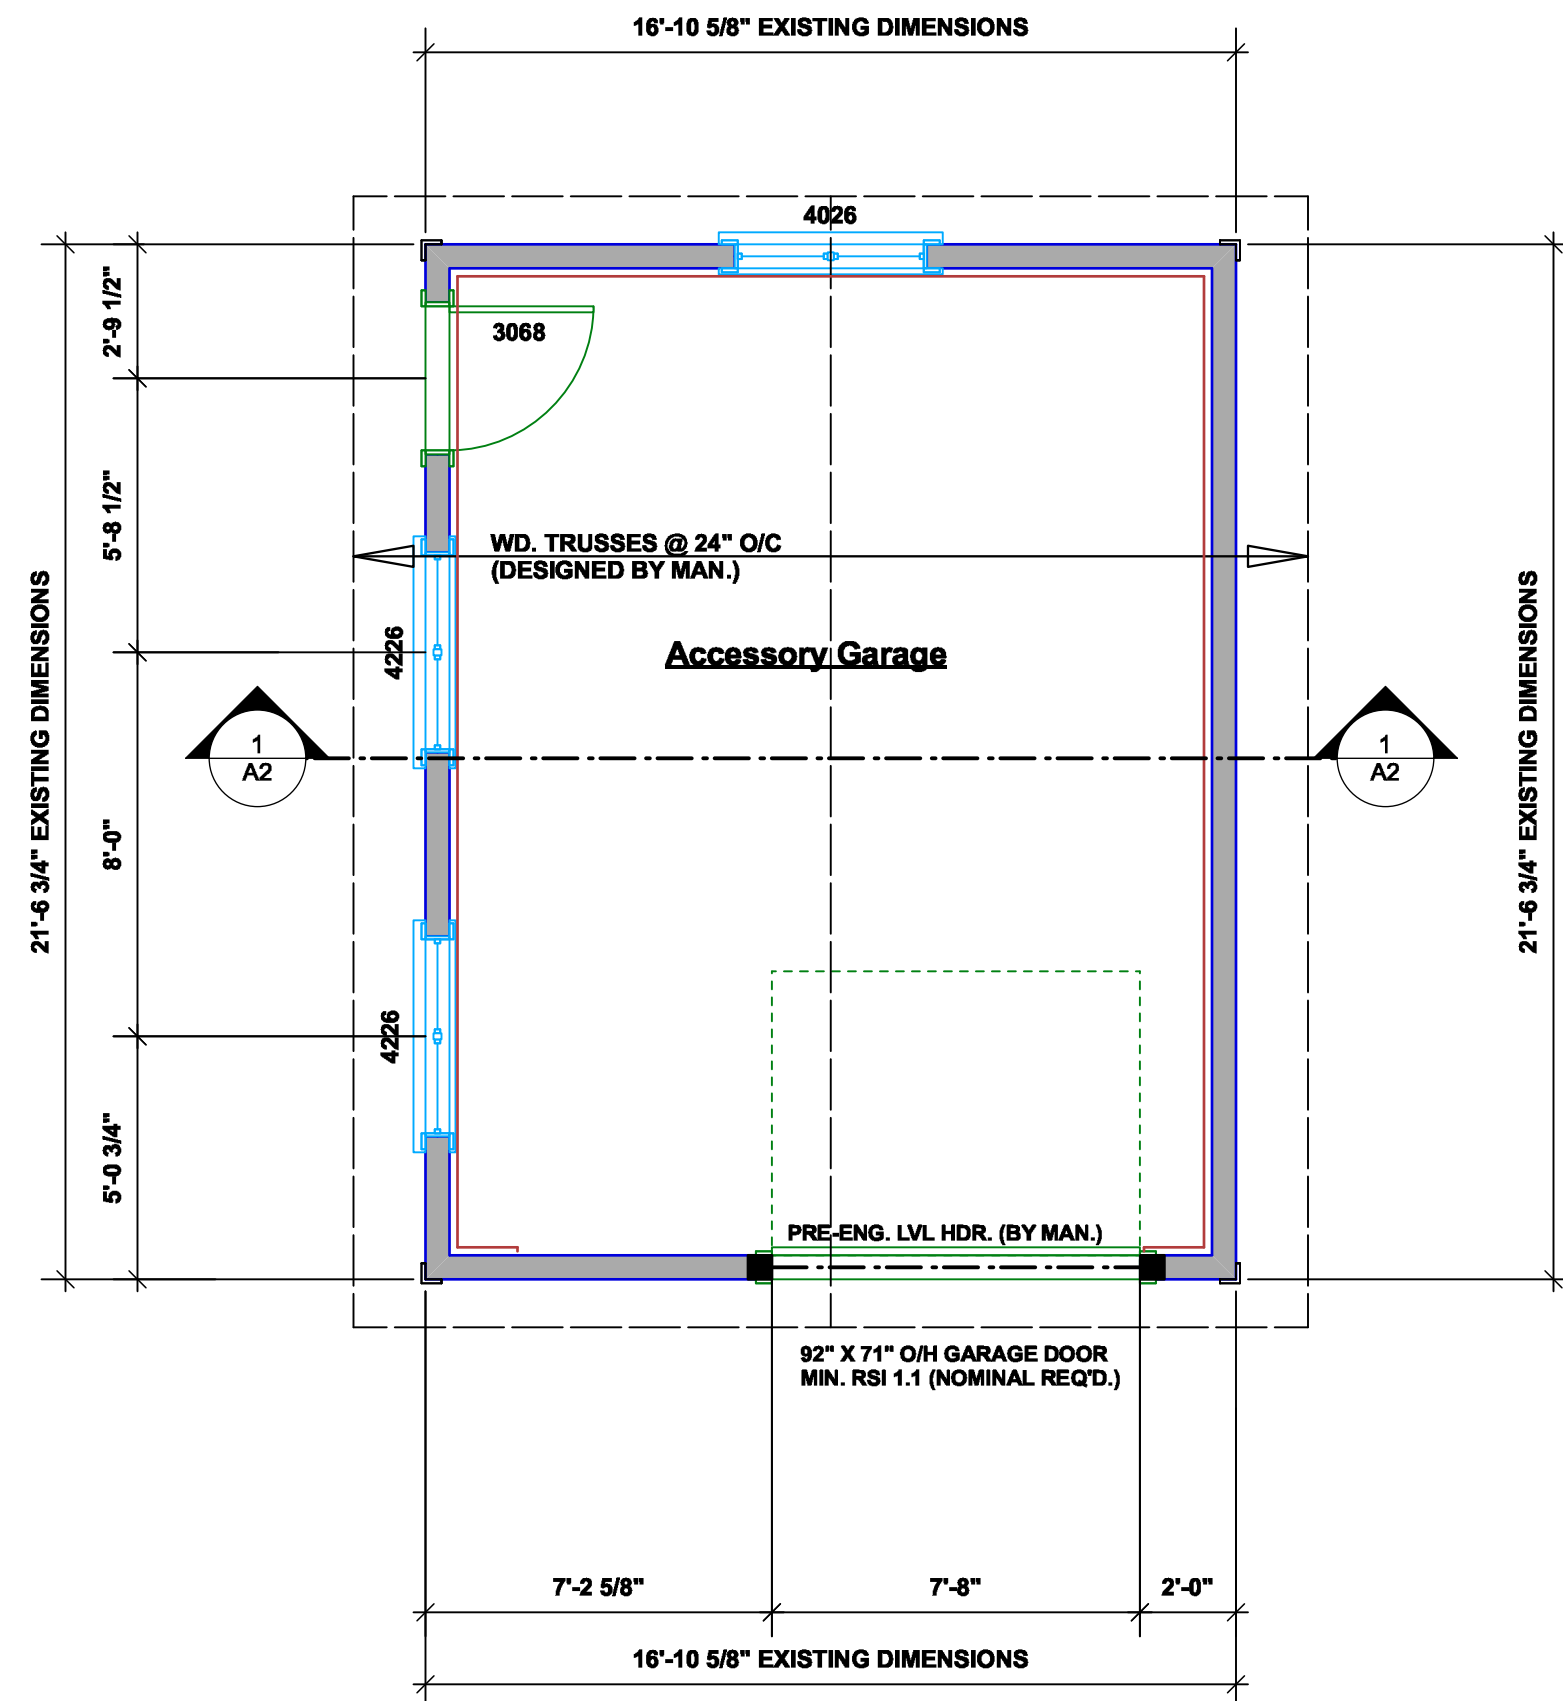 16'-10 5/8" EXISTING DIMENSIONS
4026
2'-9 1/2"
3068
5'-8 1/2"
WD. TRUSSES @ 24" O/C
(DESIGNED BY MAN.)
21'-6 3/4" EXISTING DIMENSIONS
21'-6 3/4" EXISTING DIMENSIONS
4226
Accessory Garage
1
A2
1
A2
8'-0"
4226
5'-0 3/4"
PRE-ENG. LVL HDR. (BY MAN.)
92" X 71" O/H GARAGE DOOR
MIN. RSI 1.1 (NOMINAL REQ'D.)
7'-2 5/8"
7'-8"
2'-0"
16'-10 5/8" EXISTING DIMENSIONS